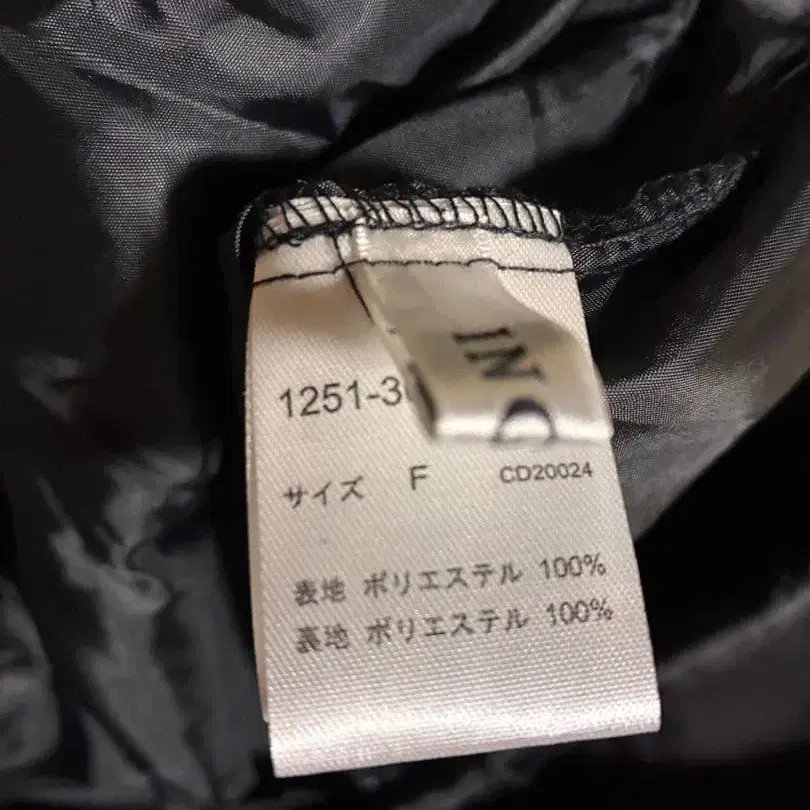 IN
1251-3
サイズ F CD20024
表地 ポリエステル 100%
裏地 ポリエステル 100%